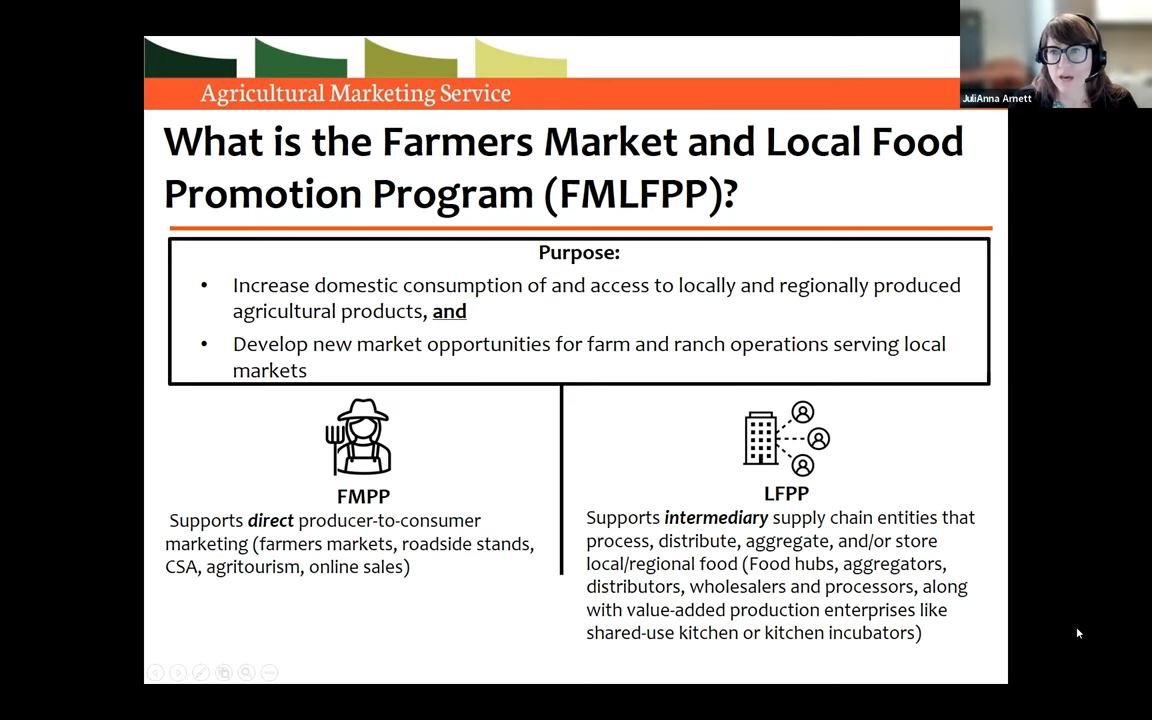 Agricultural Marketing Service
JuliAnna Arnett
What is the Farmers Market and Local Food
Promotion Program (FMLFPP)?
Purpose:
• Increase domestic consumption of and access to locally and regionally produced
agricultural products, and
• Develop new market opportunities for farm and ranch operations serving local
markets
FMPP
Supports direct producer-to-consumer
marketing (farmers markets, roadside stands,
CSA, agritourism, online sales)
LFPP
Supports intermediary supply chain entities that
process, distribute, aggregate, and/or store
local/regional food (Food hubs, aggregators,
distributors, wholesalers and processors, along
with value-added production enterprises like
shared-use kitchen or kitchen incubators)